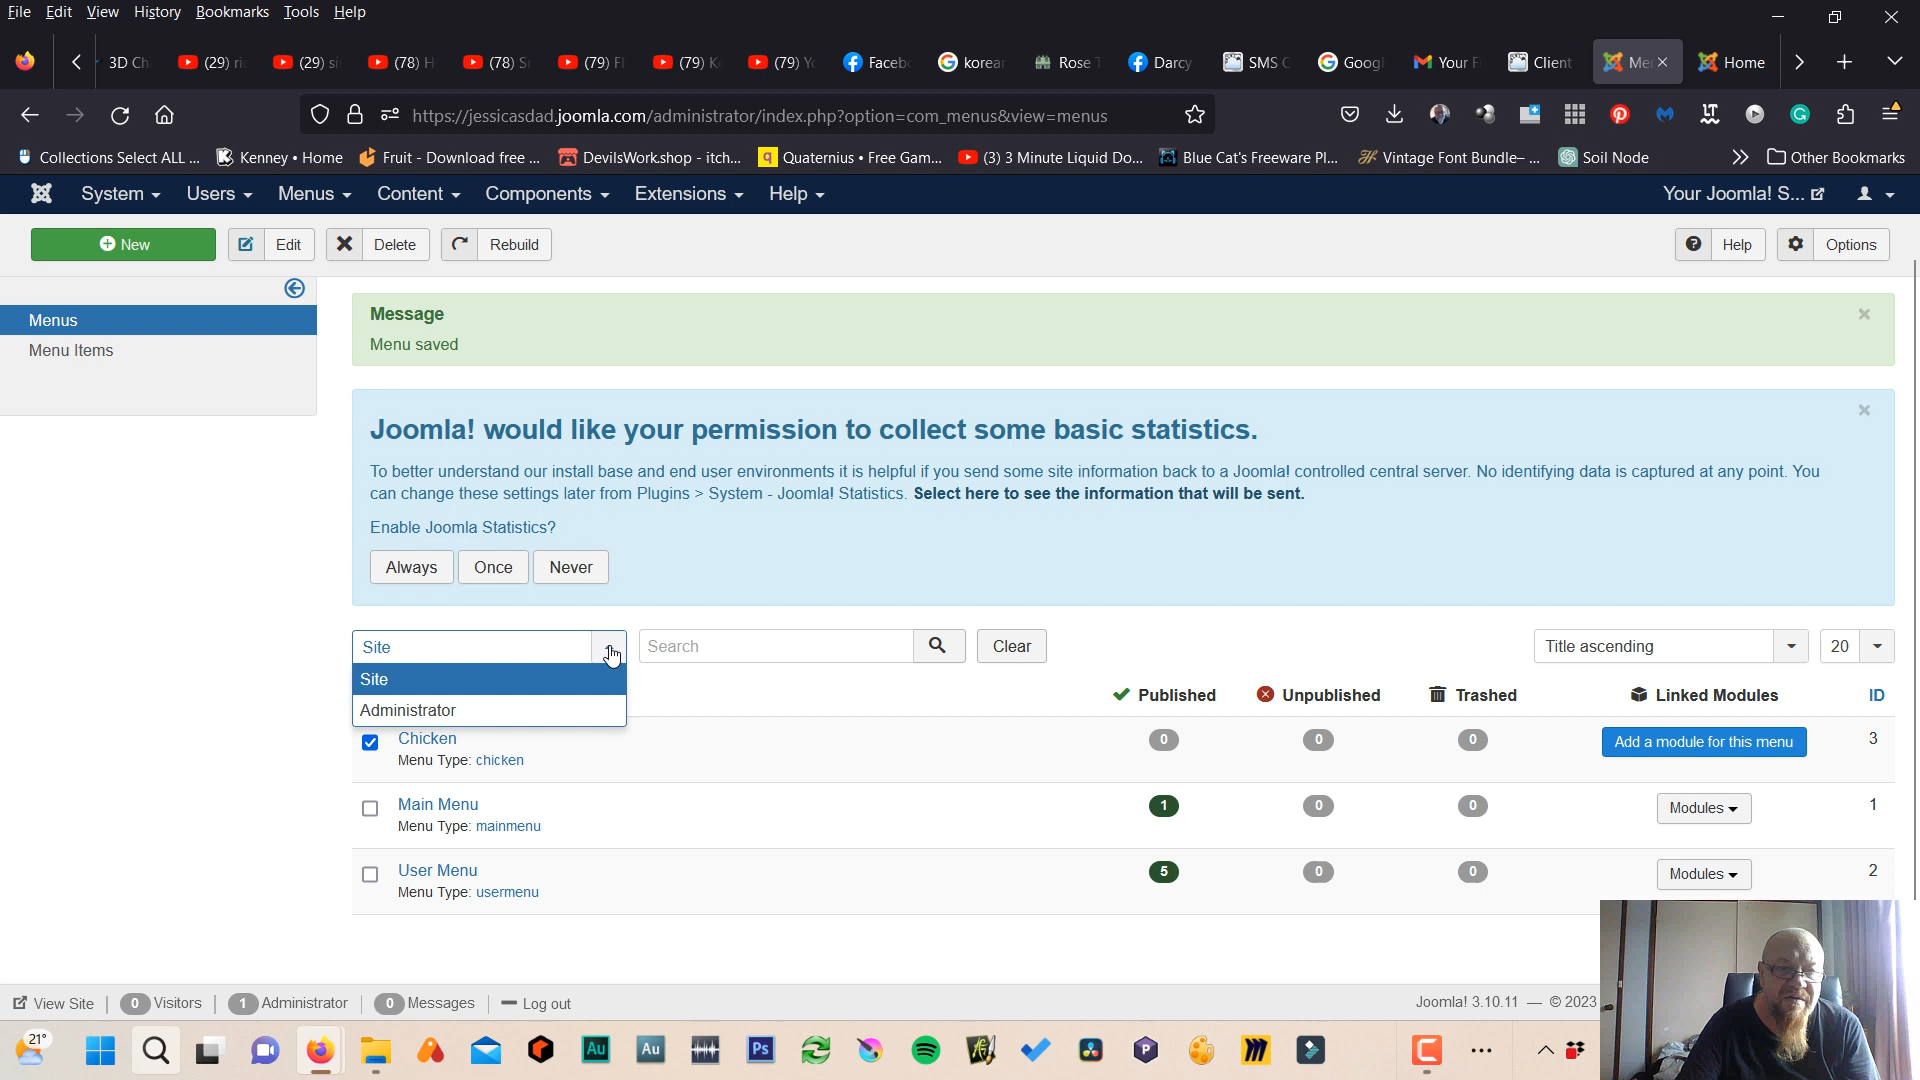 File Edit View History Bookmarks Tools Help
3D Ch (29) ri (29) si (78) H (78) S (79) Fl (79) K (79) Yo Facebo korear Rose T Darcy SMS C Googl Your F Client Me Home
https://jessicasdad.joomla.com/administrator/index.php?option=com_menus&view=menus
Collections Select ALL ... Kenney • Home Fruit - Download free ... DevilsWork.shop - itch... Quaternius • Free Gam... (3) 3 Minute Liquid Do... Blue Cat's Freeware Pl... Vintage Font Bundle– ... Soil Node Other Bookmarks
System Users Menus Content Components Extensions Help Your Joomla! S...
New Edit Delete Rebuild Help Options
Menus
Menu Items
Message
Menu saved
Joomla! would like your permission to collect some basic statistics.
To better understand our install base and end user environments it is helpful if you send some site information back to a Joomla! controlled central server. No identifying data is captured at any point. You
can change these settings later from Plugins > System - Joomla! Statistics. Select here to see the information that will be sent.
Enable Joomla Statistics?
Always Once Never
Site Search Clear Title ascending 20
Site
Administrator
Published Unpublished Trashed Linked Modules ID
Chicken 0 0 0 Add a module for this menu 3
Menu Type: chicken
Main Menu 1 0 0 Modules 1
Menu Type: mainmenu
User Menu 5 0 0 Modules 2
Menu Type: usermenu
View Site 0 Visitors 1 Administrator 0 Messages Log out Joomla! 3.10.11 — © 2023
21°
Au Au Ps